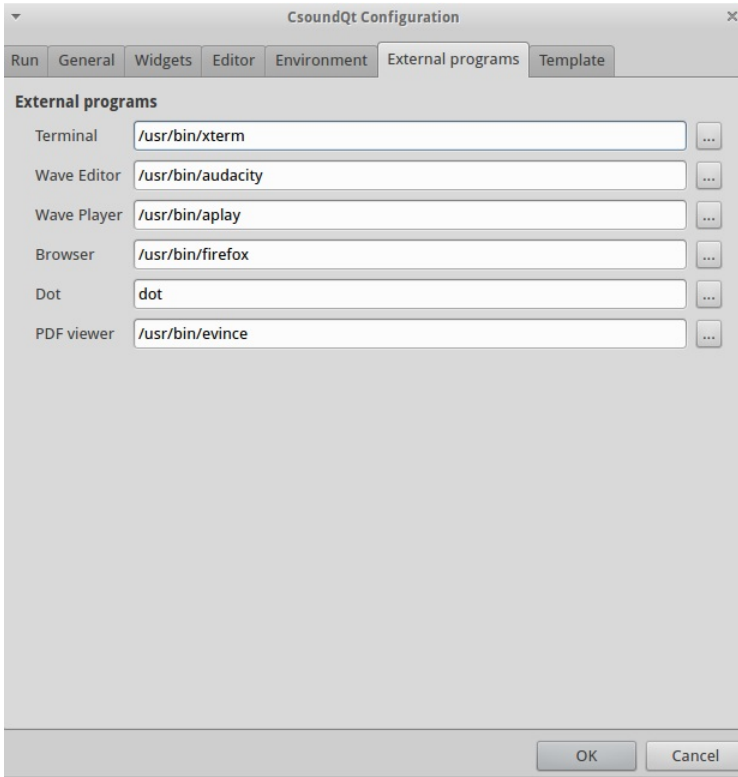 CsoundQt Configuration
Run General Widgets Editor Environment External programs Template
External programs
Terminal /usr/bin/xterm ...
Wave Editor /usr/bin/audacity ...
Wave Player /usr/bin/aplay ...
Browser /usr/bin/firefox ...
Dot dot ...
PDF viewer /usr/bin/evince ...
OK Cancel